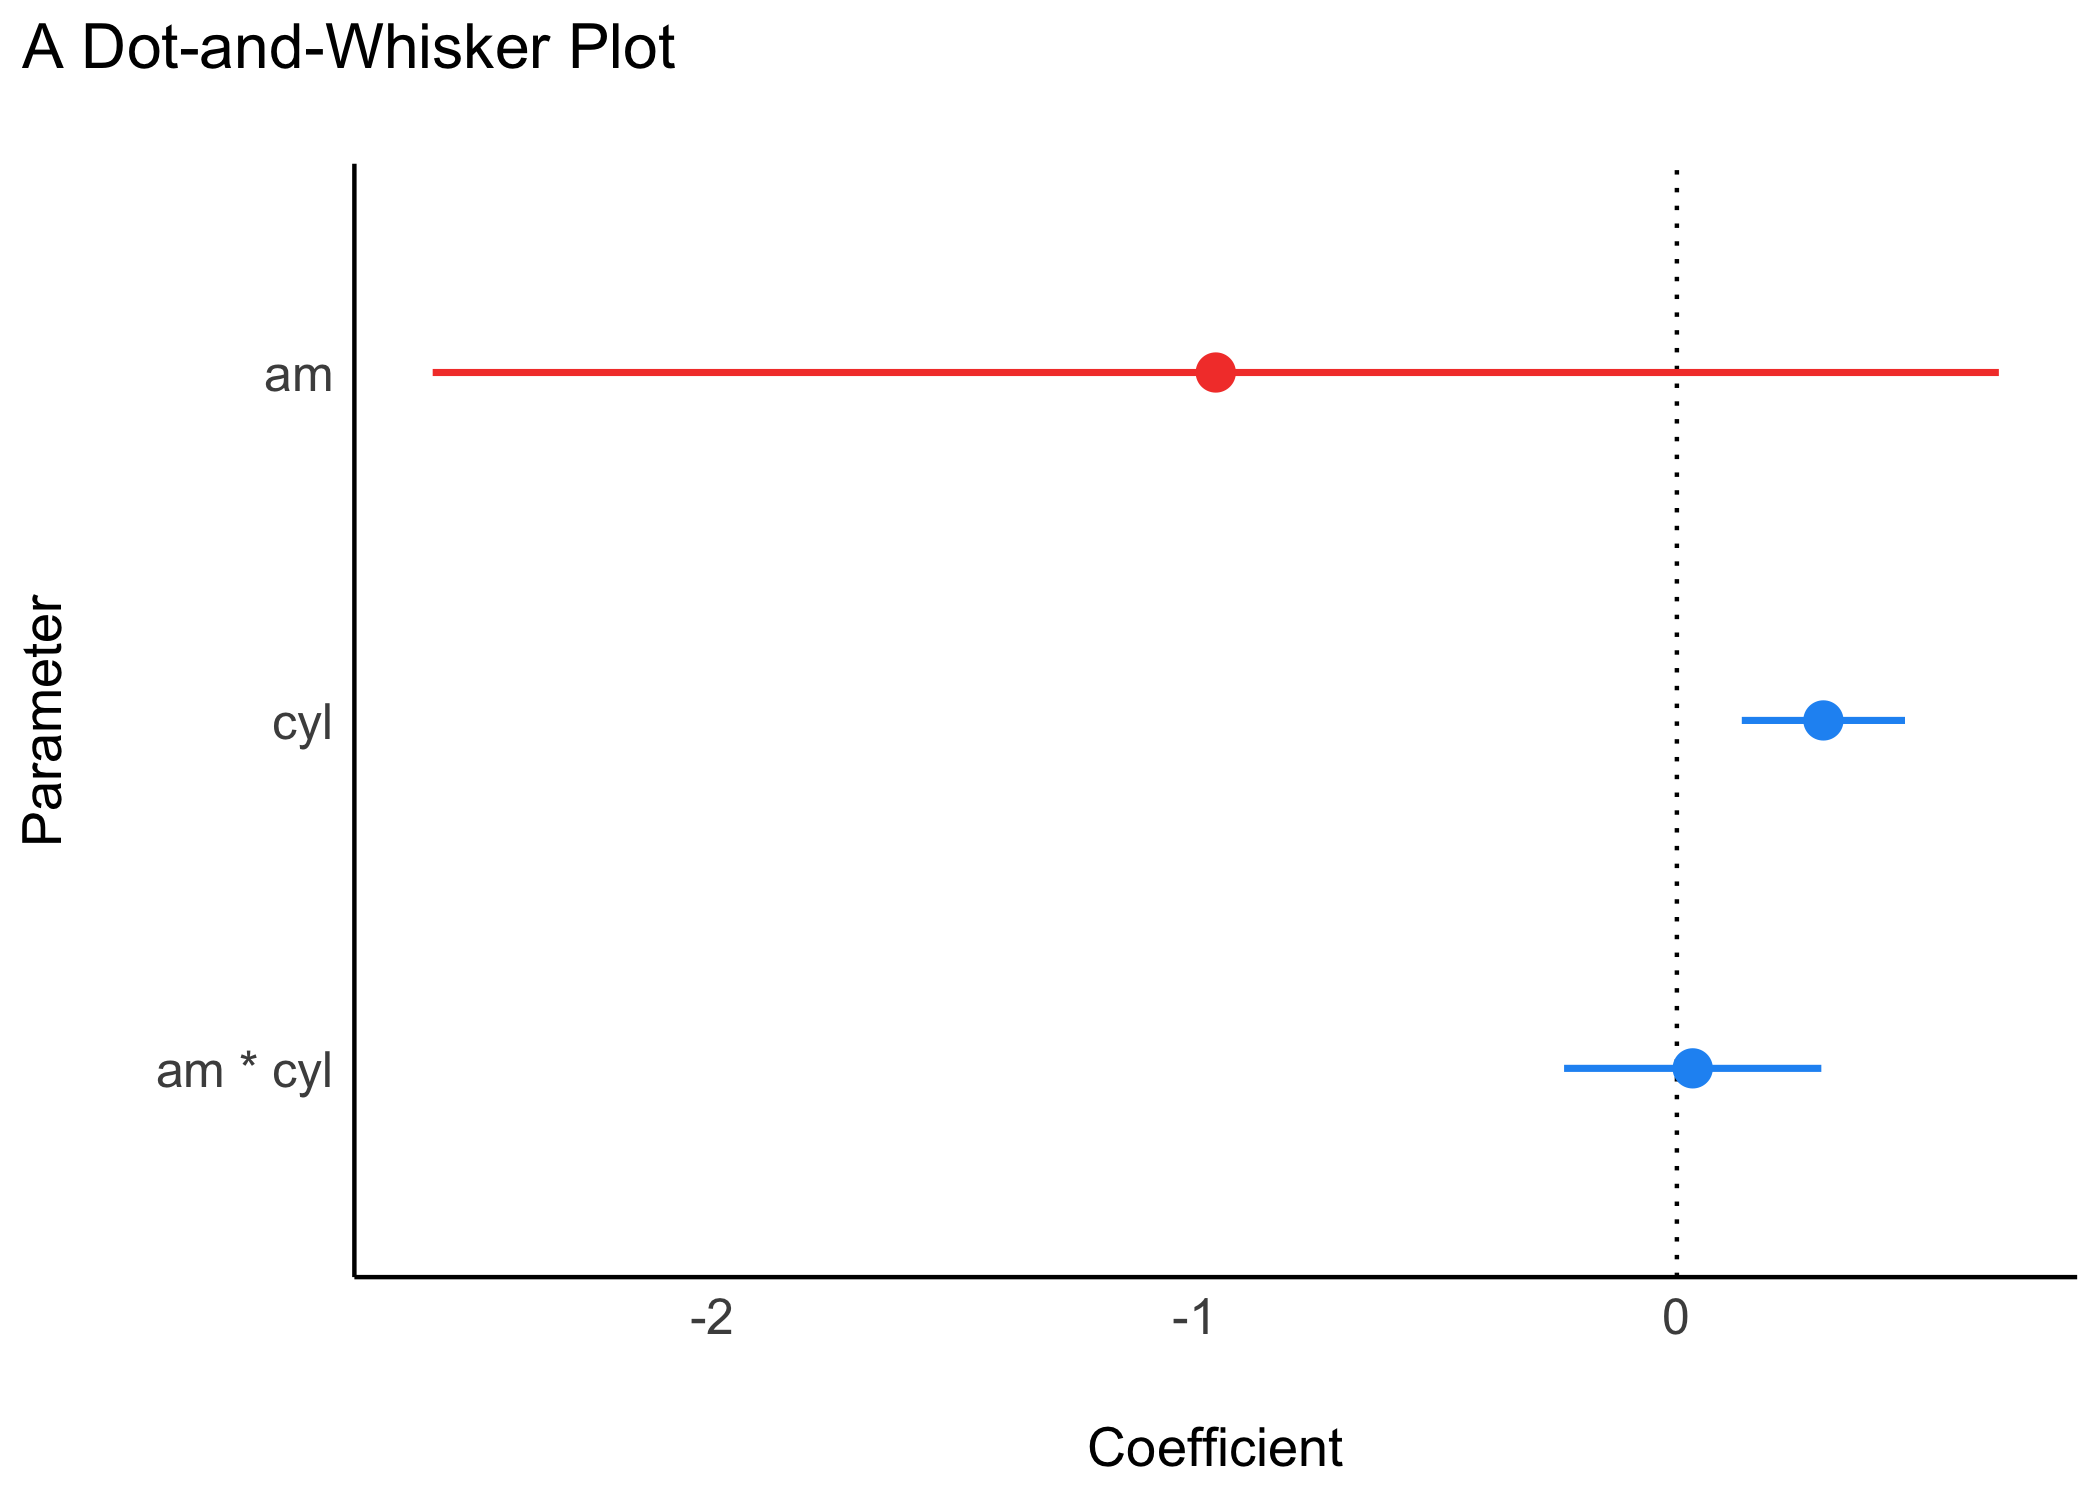 A Dot-and-Whisker Plot
Parameter
am
cyl
am * cyl
-2 -1 0
Coefficient